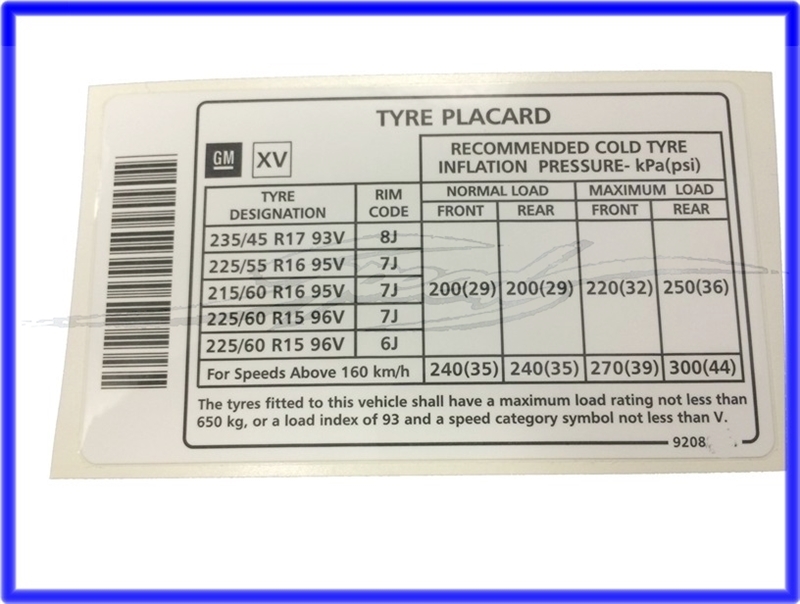 TYRE PLACARD
GM XV
RECOMMENDED COLD TYRE
INFLATION PRESSURE- kPa(psi)
TYRE DESIGNATION RIM CODE NORMAL LOAD MAXIMUM LOAD
FRONT REAR FRONT REAR
235/45 R17 93V 8J
225/55 R16 95V 7J
215/60 R16 95V 7J 200(29) 200(29) 220(32) 250(36)
225/60 R15 96V 7J
225/60 R15 96V 6J
For Speeds Above 160 km/h 240(35) 240(35) 270(39) 300(44)
The tyres fitted to this vehicle shall have a maximum load rating not less than
650 kg, or a load index of 93 and a speed category symbol not less than V.
9208